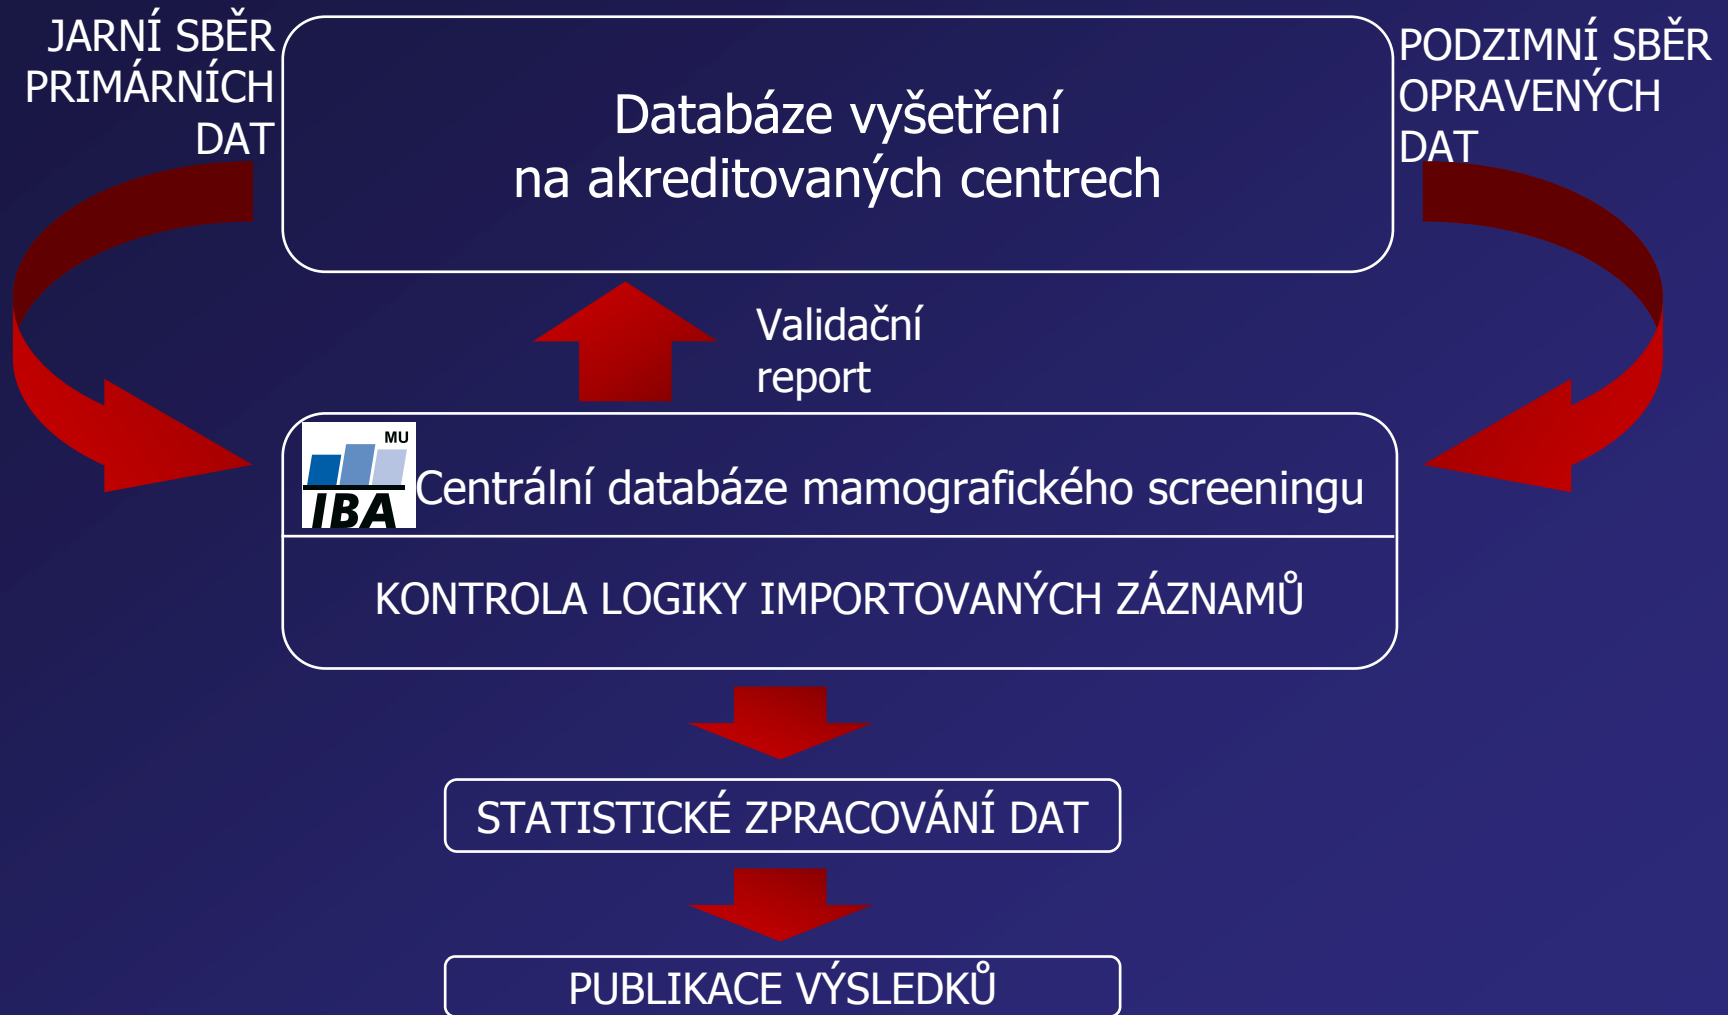 JARNÍ SBĚR
PRIMÁRNÍCH
DAT
Databáze vyšetření
na akreditovaných centrech
PODZIMNÍ SBĚR
OPRAVENÝCH
DAT
Validační
report
MU
IBA
Centrální databáze mamografického screeningu
KONTROLA LOGIKY IMPORTOVANÝCH ZÁZNAMŮ
STATISTICKÉ ZPRACOVÁNÍ DAT
PUBLIKACE VÝSLEDKŮ